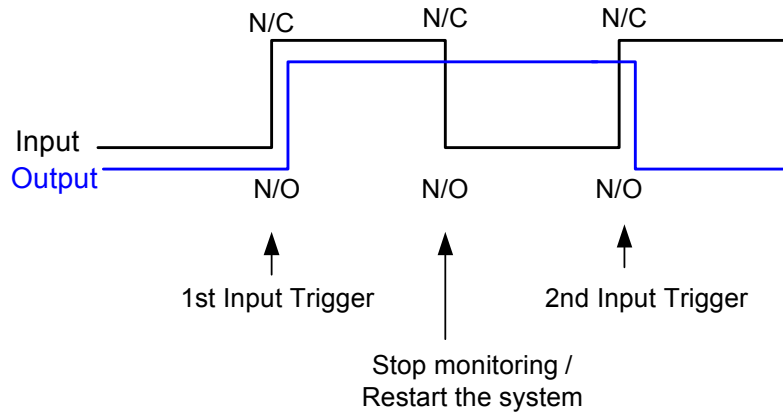 N/C
N/C
N/C
Input
Output
N/O
N/O
N/O
1st Input Trigger
2nd Input Trigger
Stop monitoring /
Restart the system